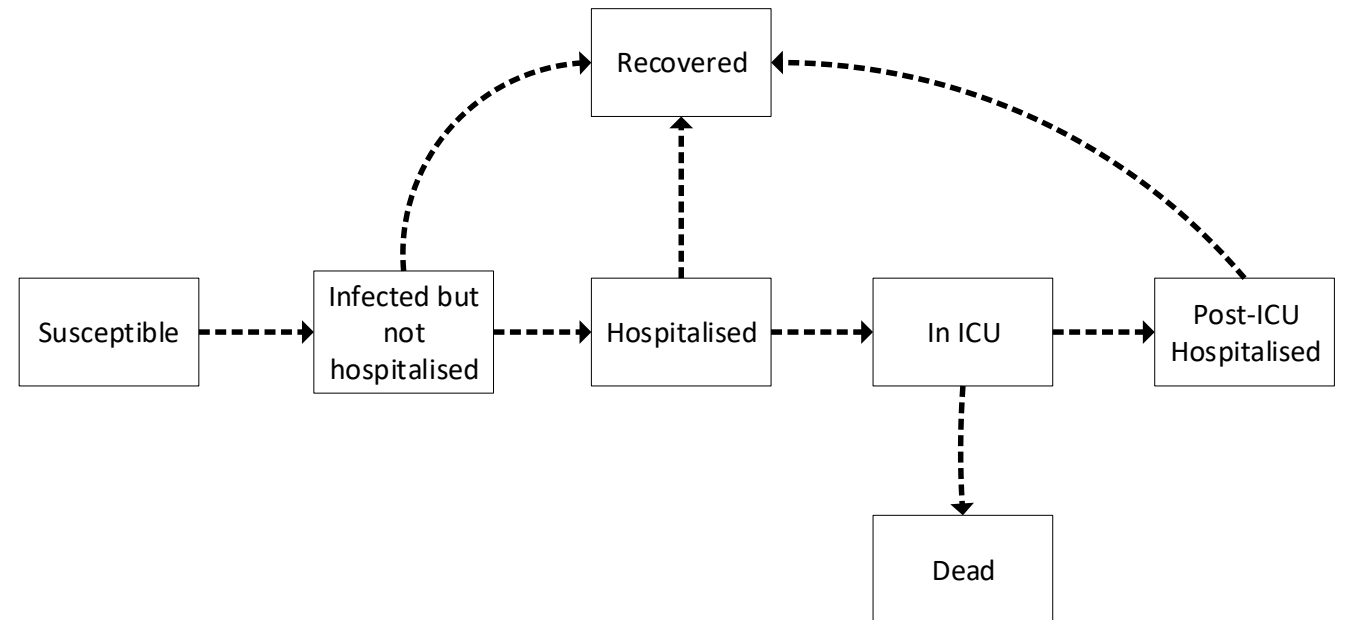 Recovered
Susceptible
Infected but
not
hospitalised
Hospitalised
In ICU
Post-ICU
Hospitalised
Dead